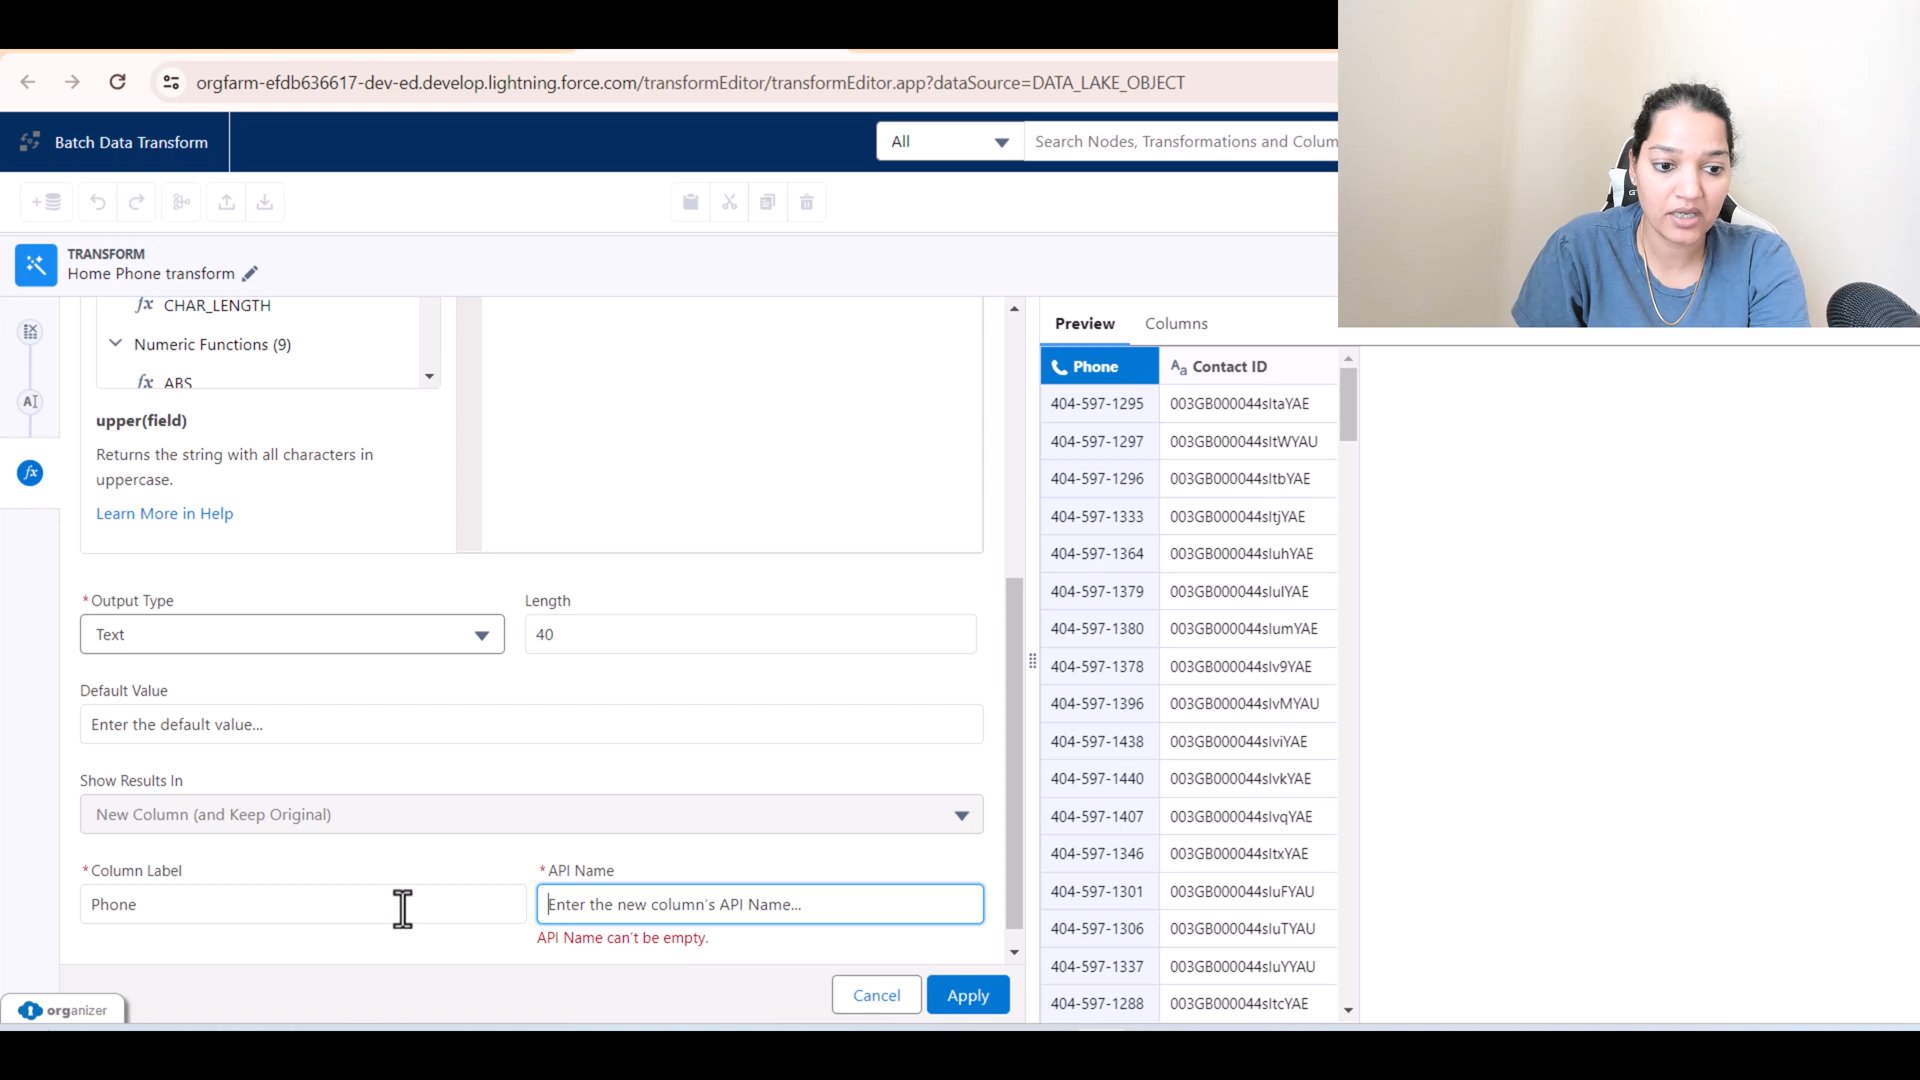 orgfarm-efdb636617-dev-ed.develop.lightning.force.com/transformEditor/transformEditor.app?dataSource=DATA_LAKE_OBJECT
Batch Data Transform
All
Search Nodes, Transformations and Colum
TRANSFORM
Home Phone transform
fx CHAR_LENGTH
Numeric Functions (9)
fx ABS
upper(field)
Returns the string with all characters in
uppercase.
Learn More in Help
*Output Type
Text
Length
40
Default Value
Enter the default value...
Show Results In
New Column (and Keep Original)
*Column Label
Phone
*API Name
Enter the new column's API Name...
API Name can't be empty.
Cancel
Apply
organizer
Preview
Columns
Phone Aa Contact ID
404-597-1295 003GB000044sItaYAE
404-597-1297 003GB000044sItWYAU
404-597-1296 003GB000044sItbYAE
404-597-1333 003GB000044sItjYAE
404-597-1364 003GB000044sIuhYAE
404-597-1379 003GB000044sIulYAE
404-597-1380 003GB000044sIumYAE
404-597-1378 003GB000044sIv9YAE
404-597-1396 003GB000044sIvMYAU
404-597-1438 003GB000044sIviYAE
404-597-1440 003GB000044sIvkYAE
404-597-1407 003GB000044sIvqYAE
404-597-1346 003GB000044sItxYAE
404-597-1301 003GB000044sIuFYAU
404-597-1306 003GB000044sIuTYAU
404-597-1337 003GB000044sIuYYAU
404-597-1288 003GB000044sItcYAE